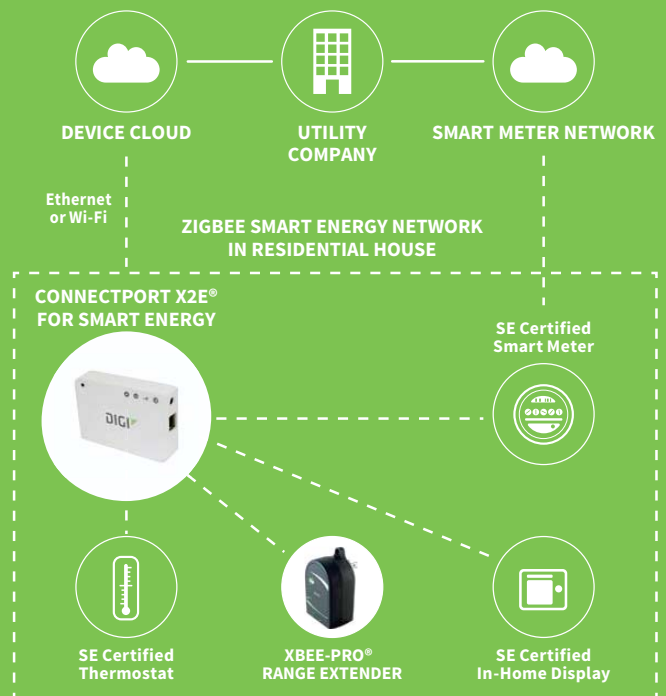 DEVICE CLOUD
UTILITY
COMPANY
SMART METER NETWORK
Ethernet
or Wi-Fi
ZIGBEE SMART ENERGY NETWORK
IN RESIDENTIAL HOUSE
CONNECTPORT X2E®
FOR SMART ENERGY
DIGI
SE Certified
Smart Meter
SE Certified
Thermostat
XBEE-PRO®
RANGE EXTENDER
SE Certified
In-Home Display